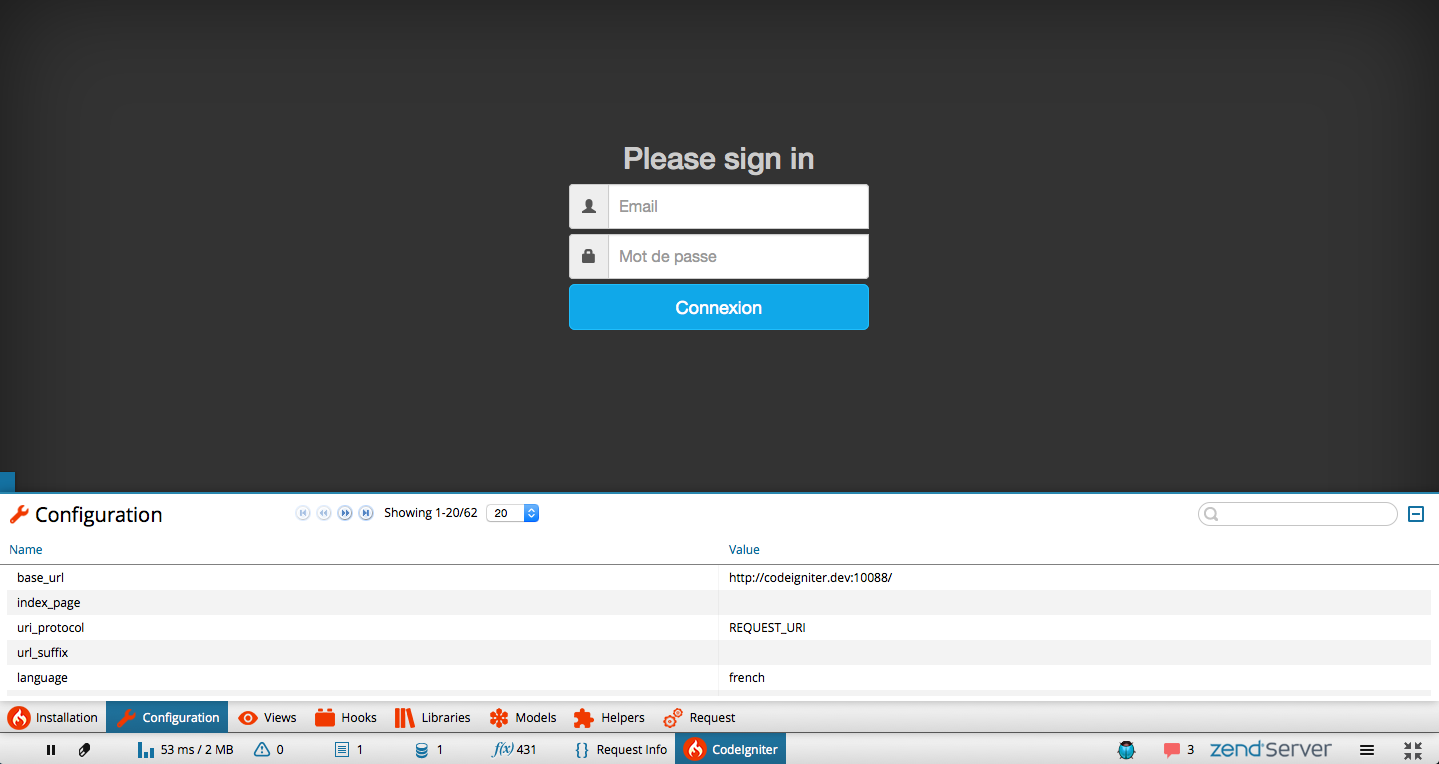 Please sign in
Email
Mot de passe
Connexion
Configuration Showing 1-20/62 20
Name Value
base_url http://codeigniter.dev:10088/
index_page
uri_protocol REQUEST_URI
url_suffix
language french
Installation Configuration Views Hooks Libraries Models Helpers Request
53 ms / 2 MB 0 1 1 f(x) 431 {} Request Info CodeIgniter 3 zend Server